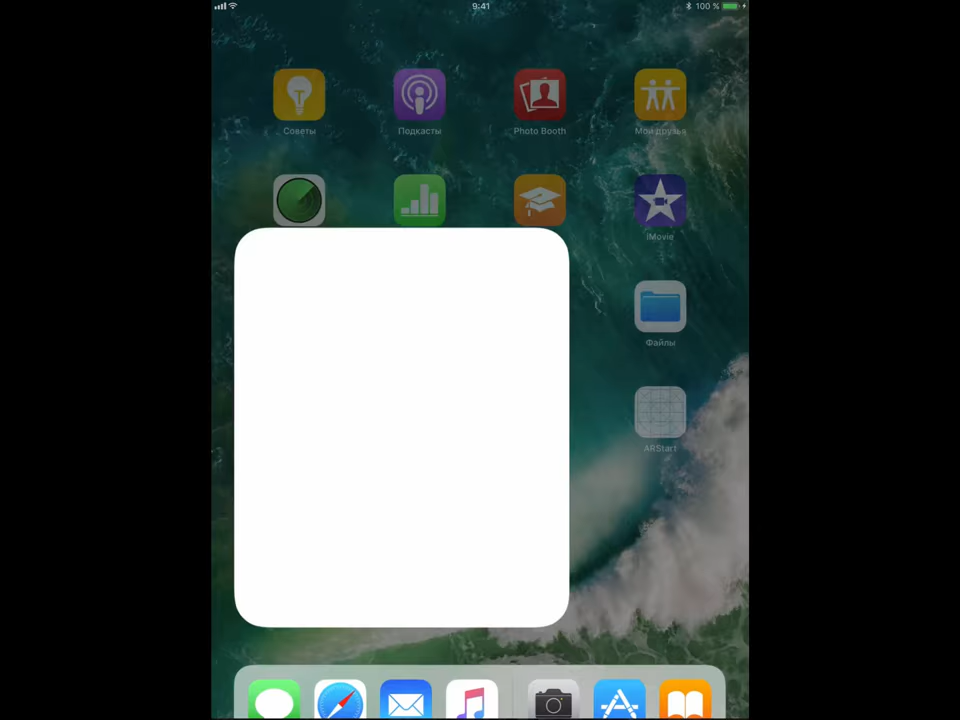 9:41
100 %
Советы
Подкасты
Photo Booth
Мои друзья
iMovie
Файлы
ARStart